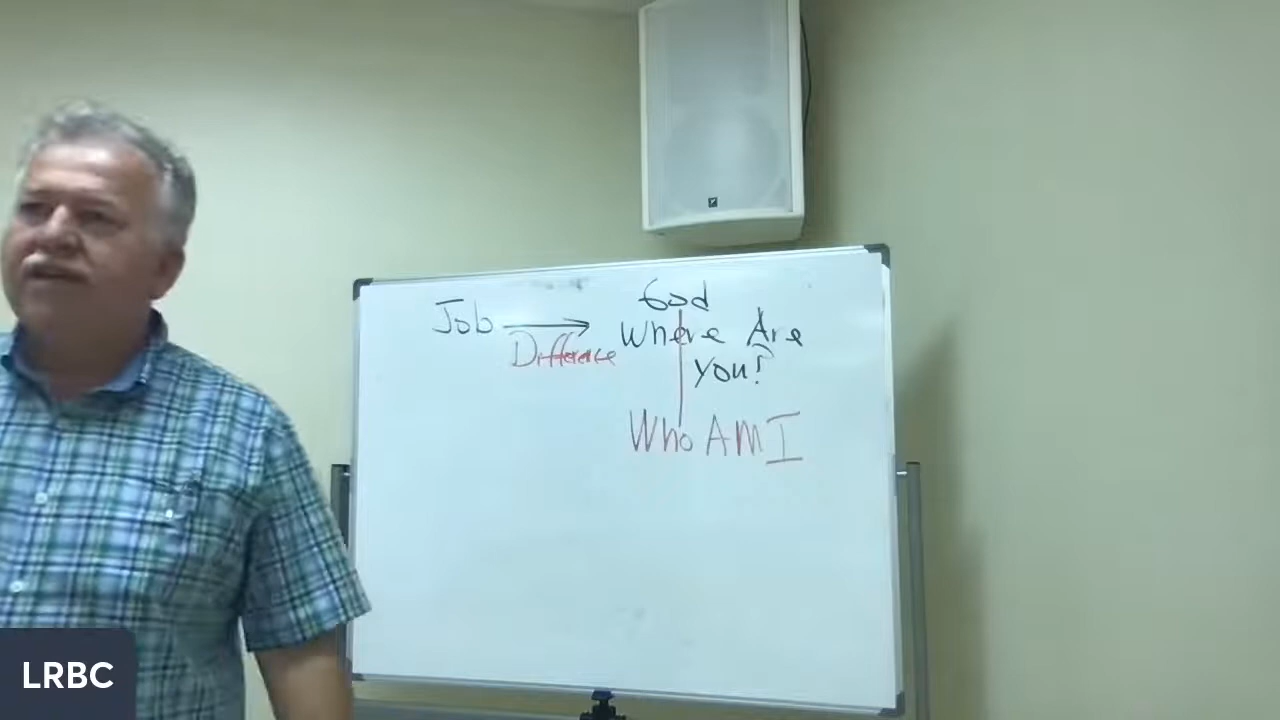 Job
God
Difference
Where Are
You?
Who AM I
LRBC